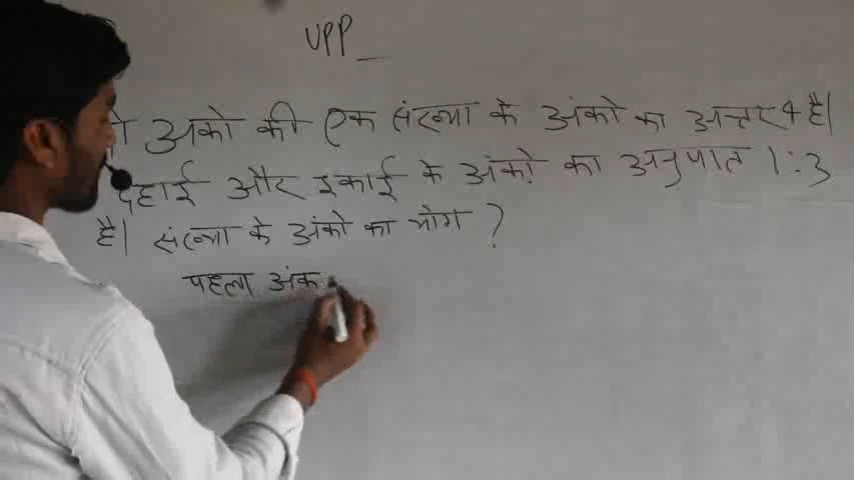 UPP
अंको की एक संख्या के अंको का अन्तर 4 है।
दहाई और इकाई के अंको का अनुपात 1:3
है। संख्या के अंको का योग ?
पहला अंक